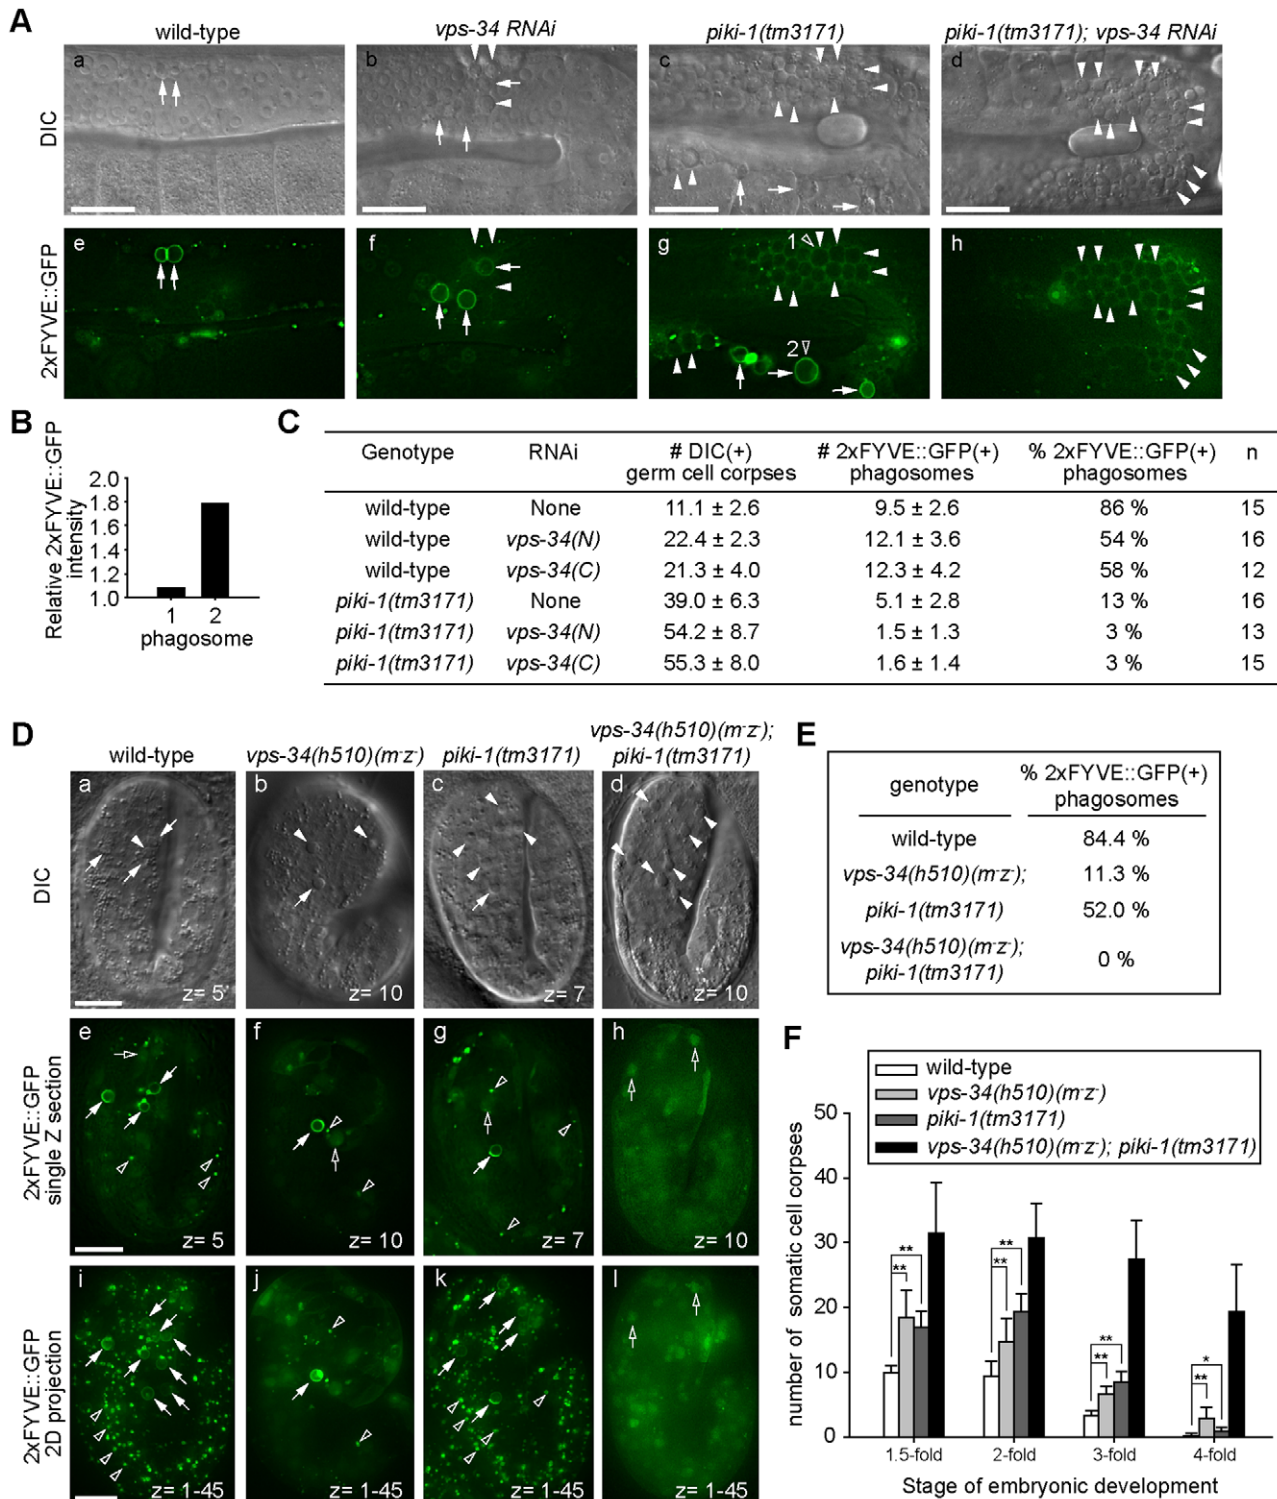 A
wild-type
vps-34 RNAi
piki-1(tm3171)
piki-1(tm3171); vps-34 RNAi
DIC
a
b
c
d
2xFYVE::GFP
e
f
g
1
2
h
B
Relative 2xFYVE::GFP
intensity
2.0
1.8
1.6
1.4
1.2
1.0
1 2
phagosome
C
Genotype RNAi # DIC(+) # 2xFYVE::GFP(+) % 2xFYVE::GFP(+) n
germ cell corpses phagosomes phagosomes
wild-type None 11.1 ± 2.6 9.5 ± 2.6 86 % 15
wild-type vps-34(N) 22.4 ± 2.3 12.1 ± 3.6 54 % 16
wild-type vps-34(C) 21.3 ± 4.0 12.3 ± 4.2 58 % 12
piki-1(tm3171) None 39.0 ± 6.3 5.1 ± 2.8 13 % 16
piki-1(tm3171) vps-34(N) 54.2 ± 8.7 1.5 ± 1.3 3 % 13
piki-1(tm3171) vps-34(C) 55.3 ± 8.0 1.6 ± 1.4 3 % 15
D
wild-type
vps-34(h510)(m-z-)
piki-1(tm3171)
vps-34(h510)(m-z-);
piki-1(tm3171)
DIC
a
z= 5
b
z= 10
c
z= 7
d
z= 10
2xFYVE::GFP
single Z section
e
z= 5
f
z= 10
g
z= 7
h
z= 10
2xFYVE::GFP
2D projection
i
z= 1-45
j
z= 1-45
k
z= 1-45
l
z= 1-45
E
genotype % 2xFYVE::GFP(+)
phagosomes
wild-type 84.4 %
vps-34(h510)(m-z-); 11.3 %
piki-1(tm3171) 52.0 %
vps-34(h510)(m-z-);
piki-1(tm3171) 0 %
F
wild-type
vps-34(h510)(m-z-)
piki-1(tm3171)
vps-34(h510)(m-z-); piki-1(tm3171)
number of somatic cell corpses
50
40
30
20
10
0
**
**
**
**
**
**
*
**
1.5-fold 2-fold 3-fold 4-fold
Stage of embryonic development